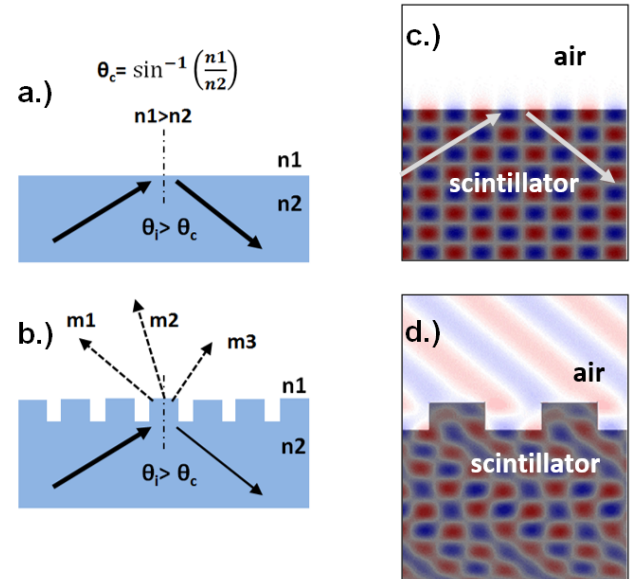 a.)
θc= sin⁻¹ (n1/n2)
n1>n2
n1
n2
θi> θc
b.)
m1
m2
m3
n1
n2
θi> θc
c.)
air
scintillator
d.)
air
scintillator